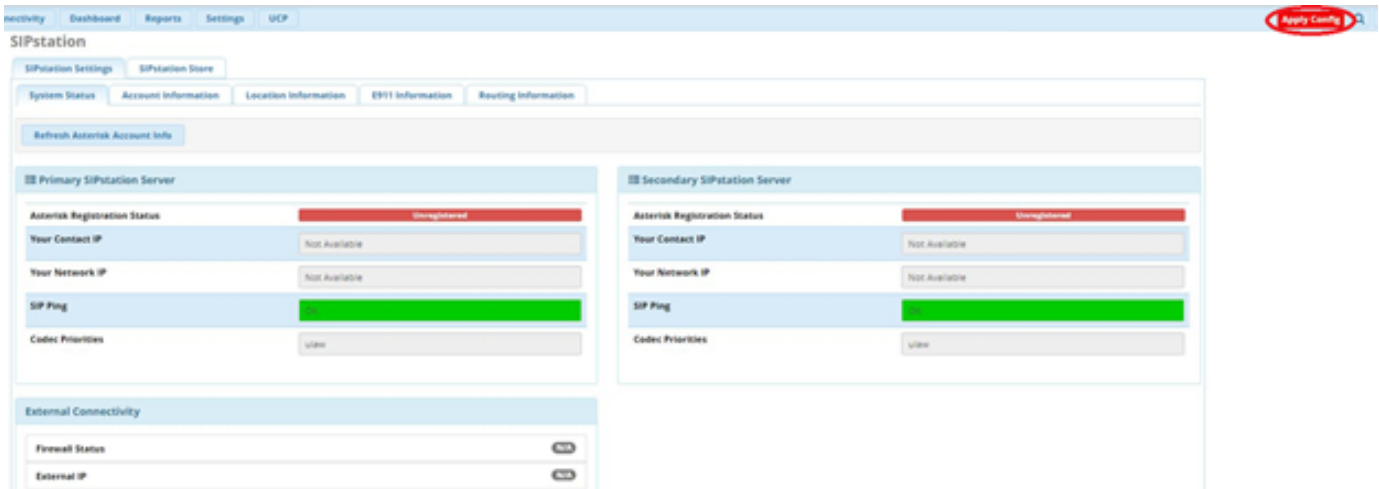 nectivity Dashboard Reports Settings UCP Apply Config
SIPstation
SIPstation Settings SIPstation Store
System Status Account Information Location Information E911 Information Routing Information
Refresh Asterisk Account Info
Primary SIPstation Server
Asterisk Registration Status Unregistered
Your Contact IP Not Available
Your Network IP Not Available
SIP Ping OK
Codec Priorities ulaw
Secondary SIPstation Server
Asterisk Registration Status Unregistered
Your Contact IP Not Available
Your Network IP Not Available
SIP Ping OK
Codec Priorities ulaw
External Connectivity
Firewall Status N/A
External IP N/A